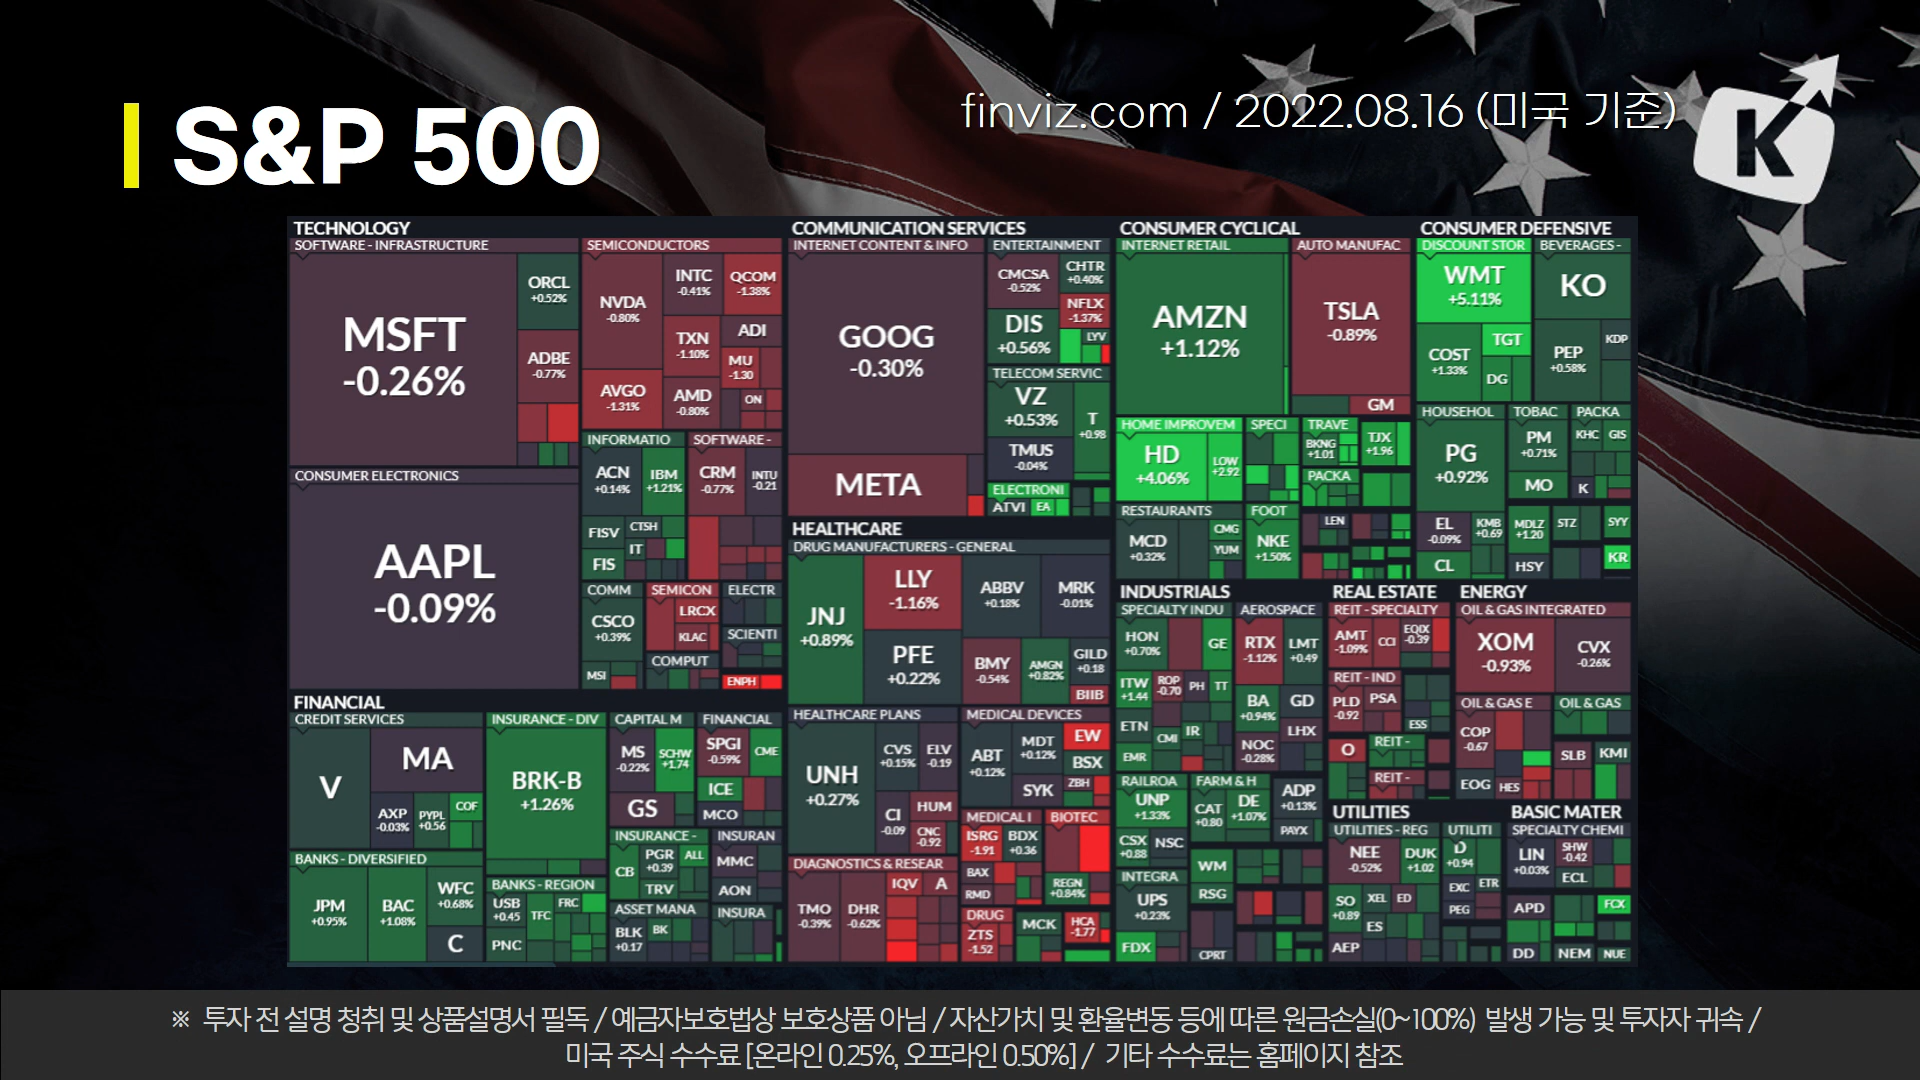 S&P 500
finviz.com / 2022.08.16 (미국 기준)
K
TECHNOLOGY
SOFTWARE - INFRASTRUCTURE
MSFT
-0.26%
ORCL
+0.52%
ADBE
-0.77%
SEMICONDUCTORS
NVDA
-0.80%
INTC
-0.41%
QCOM
-1.38%
TXN
-1.10%
ADI
MU
-1.30
AVGO
-1.31%
AMD
-0.80%
ON
CONSUMER ELECTRONICS
AAPL
-0.09%
INFORMATIO
ACN
+0.14%
IBM
+1.21%
FISV
CTSH
IT
FIS
SOFTWARE -
CRM
-0.77%
INTU
-0.21
COMM
CSCO
+0.39%
MSI
SEMICON
LRCX
KLAC
ELECTR
SCIENTI
COMPUT
ENPH
COMMUNICATION SERVICES
INTERNET CONTENT & INFO
GOOG
-0.30%
META
ENTERTAINMENT
CMCSA
-0.52%
CHTR
+0.40%
NFLX
-1.37%
DIS
+0.56%
LYV
TELECOM SERVIC
VZ
+0.53%
T
+0.98
TMUS
-0.04%
ELECTRONI
ATVI
EA
CONSUMER CYCLICAL
INTERNET RETAIL
AMZN
+1.12%
AUTO MANUFAC
TSLA
-0.89%
GM
HOME IMPROVEM
HD
+4.06%
LOW
+2.92
SPECI
TRAVE
BKNG
+1.01
TJX
+1.96
PACKA
RESTAURANTS
MCD
+0.32%
CMG
YUM
FOOT
NKE
+1.50%
LEN
CONSUMER DEFENSIVE
DISCOUNT STOR
WMT
+5.11%
COST
+1.33%
TGT
DG
BEVERAGES -
KO
PEP
+0.58%
KDP
HOUSEHOL
PG
+0.92%
EL
-0.09%
KMB
+0.69
CL
TOBAC
PM
+0.71%
MO
PACKA
KHC
GIS
K
MDLZ
+1.20
STZ
SYY
HSY
KR
HEALTHCARE
DRUG MANUFACTURERS - GENERAL
JNJ
+0.89%
LLY
-1.16%
ABBV
+0.18%
MRK
-0.01%
PFE
+0.22%
BMY
-0.54%
AMGN
+0.82%
GILD
+0.18
BIIB
HEALTHCARE PLANS
UNH
+0.27%
CVS
+0.15%
ELV
-0.19
CI
-0.09
HUM
CNC
-0.92
MEDICAL DEVICES
ABT
+0.12%
MDT
+0.12%
EW
BSX
SYK
ZBH
MEDICAL I
ISRG
-1.91
BDX
+0.36
BAX
RMD
BIOTEC
REGN
+0.84%
DIAGNOSTICS & RESEAR
TMO
-0.39%
DHR
-0.62%
IQV
A
DRUG
ZTS
-1.52
MCK
HCA
-1.77
FINANCIAL
CREDIT SERVICES
V
MA
AXP
-0.03%
PYPL
+0.56
COF
INSURANCE - DIV
BRK-B
+1.26%
CAPITAL M
MS
-0.22%
SCHW
+1.74
GS
FINANCIAL
SPGI
-0.59%
CME
ICE
MCO
BANKS - DIVERSIFIED
JPM
+0.95%
BAC
+1.08%
WFC
+0.68%
C
BANKS - REGION
USB
+0.45
TFC
FRC
PNC
INSURANCE -
CB
PGR
+0.39
ALL
TRV
INSURAN
MMC
AON
ASSET MANA
BLK
+0.17
BK
INSURA
INDUSTRIALS
SPECIALTY INDU
HON
+0.70%
GE
ITW
+1.44
ROP
-0.70
PH
TT
ETN
CMI
IR
EMR
AEROSPACE
RTX
-1.12%
LMT
+0.49
BA
+0.94%
GD
NOC
-0.28%
LHX
RAILROA
UNP
+1.33%
CSX
+0.88
NSC
FARM & H
CAT
+0.80
DE
+1.07%
ADP
+0.13%
PAYX
INTEGRA
UPS
+0.23%
FDX
WM
RSG
CPRT
REAL ESTATE
REIT - SPECIALTY
AMT
-1.09%
CCI
EQIX
-0.39
REIT - IND
PLD
-0.92
PSA
ESS
O
REIT -
REIT -
ENERGY
OIL & GAS INTEGRATED
XOM
-0.93%
CVX
-0.26%
OIL & GAS E
COP
-0.67
EOG
HES
OIL & GAS
SLB
KMI
UTILITIES
UTILITIES - REG
NEE
-0.52%
DUK
+1.02
SO
+0.89
XEL
ED
ES
AEP
UTILITI
D
+0.94
EXC
ETR
PEG
BASIC MATER
SPECIALTY CHEMI
LIN
+0.03%
SHW
-0.42
ECL
APD
FCX
DD
NEM
NUE
※ 투자 전 설명 청취 및 상품설명서 필독 / 예금자보호법상 보호상품 아님 / 자산가치 및 환율변동 등에 따른 원금손실(0~100%) 발생 가능 및 투자자 귀속 /
미국 주식 수수료 [온라인 0.25%, 오프라인 0.50%] / 기타 수수료는 홈페이지 참조